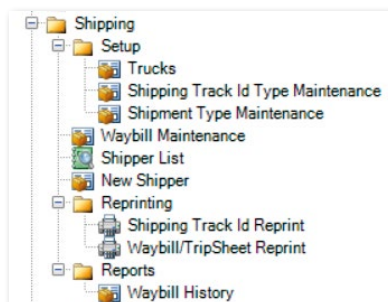 Shipping
Setup
Trucks
Shipping Track Id Type Maintenance
Shipment Type Maintenance
Waybill Maintenance
Shipper List
New Shipper
Reprinting
Shipping Track Id Reprint
Waybill/TripSheet Reprint
Reports
Waybill History